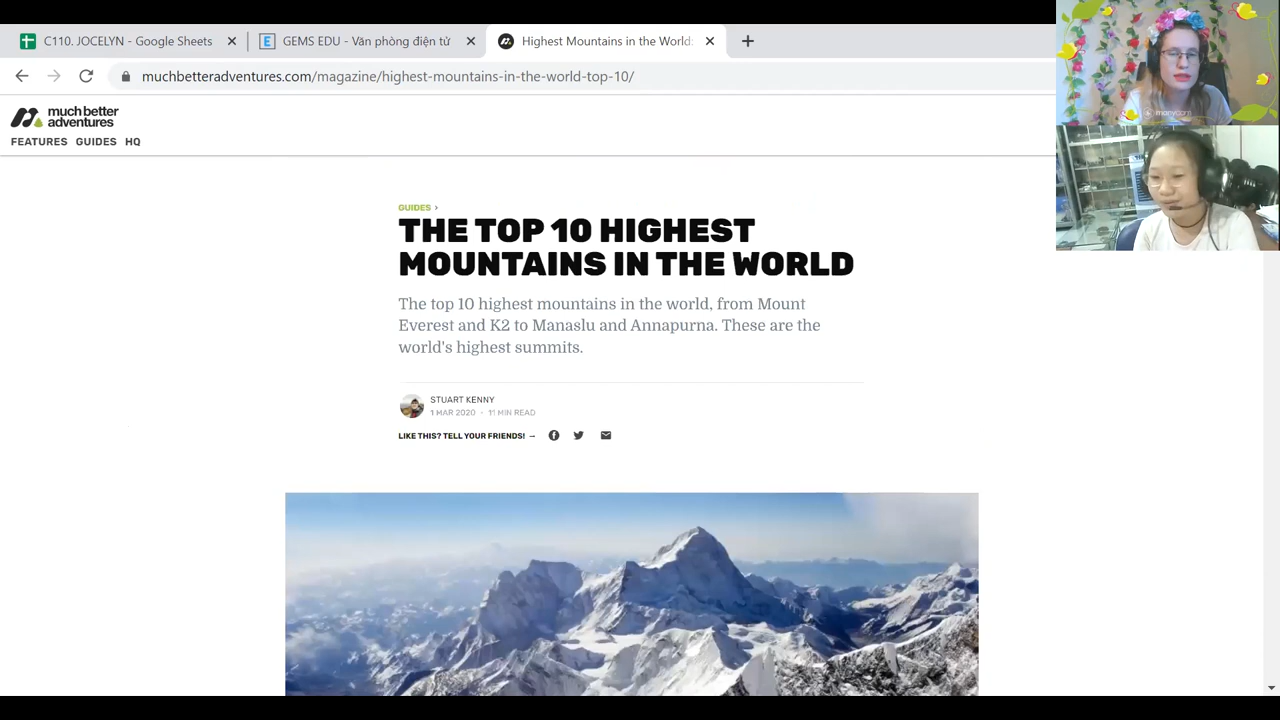 C110. JOCELYN - Google Sheets
GEMS EDU - Văn phòng điện tử
Highest Mountains in the World:
muchbetteradventures.com/magazine/highest-mountains-in-the-world-top-10/
much better
adventures
FEATURES GUIDES HQ
GUIDES >
THE TOP 10 HIGHEST
MOUNTAINS IN THE WORLD
The top 10 highest mountains in the world, from Mount
Everest and K2 to Manaslu and Annapurna. These are the
world's highest summits.
STUART KENNY
1 MAR 2020 - 11 MIN READ
LIKE THIS? TELL YOUR FRIENDS! →
manycam